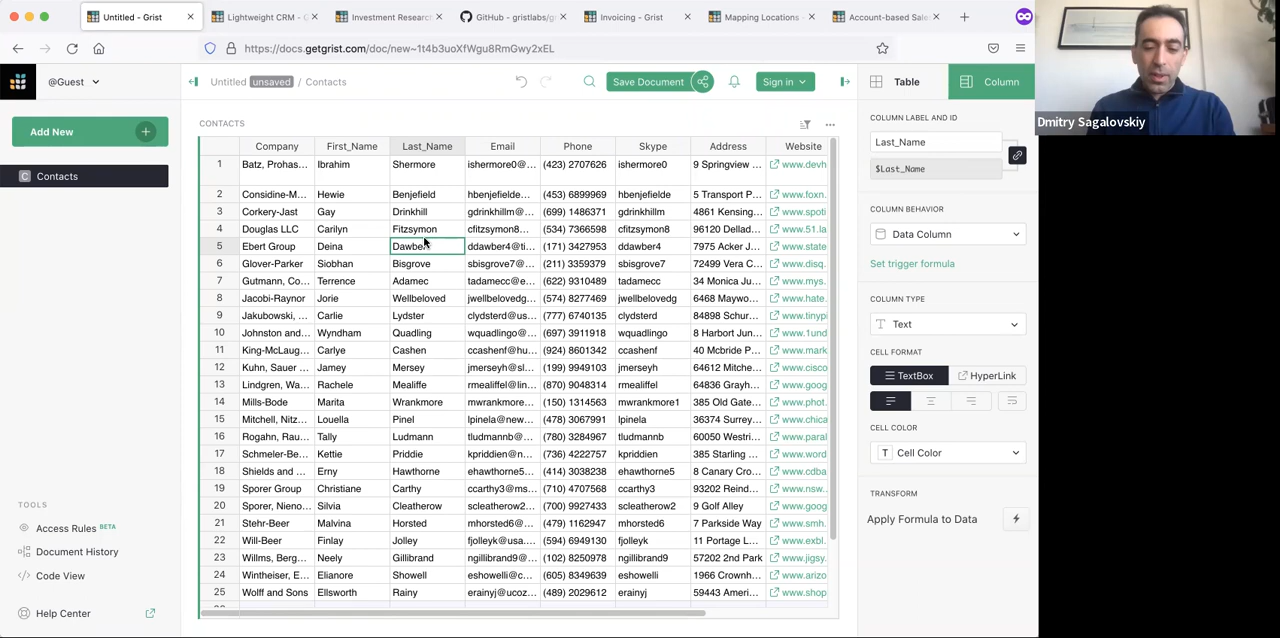 Untitled - Grist
Lightweight CRM - G
Investment Researc
GitHub - gristlabs/gr
Invoicing - Grist
Mapping Locations -
Account-based Sales
https://docs.getgrist.com/doc/new~1t4b3uoXfWgu8RmGwy2xEL
@Guest
Untitled unsaved / Contacts
Save Document
Sign in
Table
Column
Add New
Contacts
CONTACTS
Company First_Name Last_Name Email Phone Skype Address Website
1 Batz, Prohas... Ibrahim Shermore ishermore0@... (423) 2707626 ishermore0 9 Springview ... www.devh
2 Considine-M... Hewie Benjefield hbenjefielde... (453) 6899969 hbenjefielde 5 Transport P... www.foxn.
3 Corkery-Jast Gay Drinkhill gdrinkhillm@... (699) 1486371 gdrinkhillm 4861 Kensing... www.spoti
4 Douglas LLC Carilyn Fitzsymon cfitzsymon8... (534) 7366598 cfitzsymon8 96120 Dellad... www.51.la
5 Ebert Group Deina Dawber ddawber4@ti... (171) 3427953 ddawber4 7975 Acker J... www.state
6 Glover-Parker Siobhan Bisgrove sbisgrove7@... (211) 3359379 sbisgrove7 72499 Vera C... www.disq.
7 Gutmann, Co... Terrence Adamec tadamecc@e... (622) 9310489 tadamecc 34 Monica Ju... www.mys.
8 Jacobi-Raynor Jorie Wellbeloved jwellbelovedg... (574) 8277469 jwellbelovedg 6468 Maywo... www.hate.
9 Jakubowski, ... Carlie Lydster clydsterd@us... (777) 6740135 clydsterd 84898 Schur... www.tinypi
10 Johnston and... Wyndham Quadling wquadlingo@... (697) 3911918 wquadlingo 8 Harbort Jun... www.1und
11 King-McLaug... Carlye Cashen ccashenf@hu... (924) 8601342 ccashenf 40 Mcbride P... www.mark
12 Kuhn, Sauer ... Jamey Mersey jmerseyh@sl... (199) 9949103 jmerseyh 64612 Mitche... www.cisco
13 Lindgren, Wa... Rachele Mealiffe rmealiffel@lin... (870) 9048314 rmealiffel 64836 Grayh... www.goog
14 Mills-Bode Marita Wrankmore mwrankmore... (150) 1314563 mwrankmore1 385 Old Gate... www.phot.
15 Mitchell, Nitz... Louella Pinel lpinela@new... (478) 3067991 lpinela 36374 Surrey... www.chica
16 Rogahn, Rau... Tally Ludmann tludmannb@... (780) 3284967 tludmannb 60050 Westri... www.paral
17 Schmeler-Be... Kettie Priddie kpriddien@n... (736) 4222757 kpriddien 385 Starling ... www.word
18 Shields and ... Erny Hawthorne ehawthorne5... (414) 3038238 ehawthorne5 8 Canary Cro... www.cdba
19 Sporer Group Christiane Carthy ccarthy3@ms... (410) 4707568 ccarthy3 93202 Reind... www.nsw..
20 Sporer, Nieno... Silvia Cleatherow scleatherow2... (700) 9927433 scleatherow2 9 Golf Alley www.goog
21 Stehr-Beer Malvina Horsted mhorsted6@... (479) 1162947 mhorsted6 7 Parkside Way www.smh.
22 Will-Beer Finlay Jolley fjolleyk@usa.... (594) 6949130 fjolleyk 11 Portage L... www.exbl.
23 Willms, Berg... Neely Gillibrand ngillibrand9@... (102) 8250978 ngillibrand9 57202 2nd Park www.jigsy.
24 Wintheiser, E... Elianore Showell eshowelli@c... (605) 8349639 eshowelli 1966 Crownh... www.arizo
25 Wolff and Sons Ellsworth Rainy erainyj@ucoz... (489) 2029612 erainyj 59443 Ameri... www.shop
TOOLS
Access Rules BETA
Document History
Code View
Help Center
COLUMN LABEL AND ID
Last_Name
$Last_Name
COLUMN BEHAVIOR
Data Column
Set trigger formula
COLUMN TYPE
Text
CELL FORMAT
TextBox
HyperLink
CELL COLOR
T Cell Color
TRANSFORM
Apply Formula to Data
Dmitry Sagalovskiy